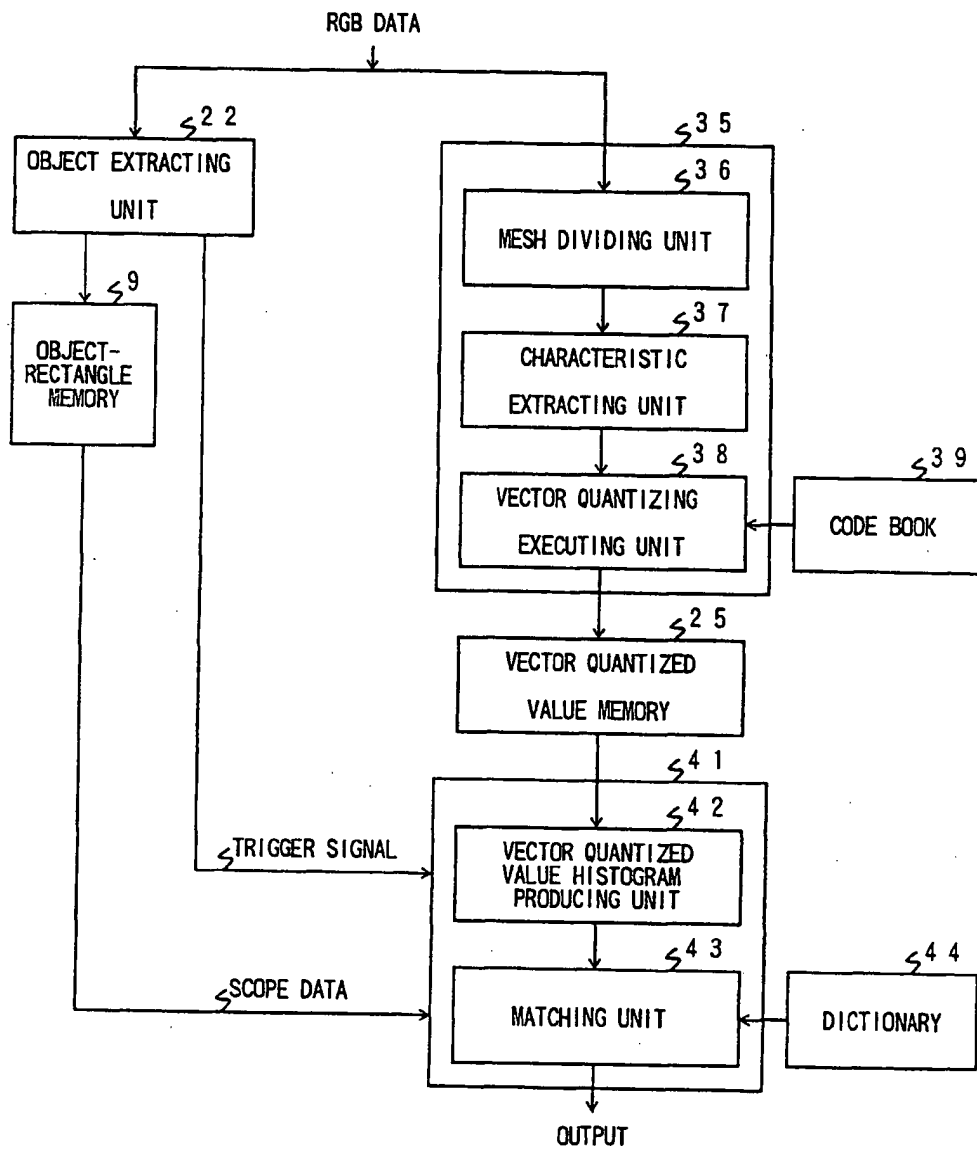 RGB DATA
22
OBJECT EXTRACTING
UNIT
35
36
MESH DIVIDING UNIT
9
OBJECT-
RECTANGLE
MEMORY
37
CHARACTERISTIC
EXTRACTING UNIT
38
VECTOR QUANTIZING
EXECUTING UNIT
39
CODE BOOK
25
VECTOR QUANTIZED
VALUE MEMORY
41
42
VECTOR QUANTIZED
VALUE HISTOGRAM
PRODUCING UNIT
TRIGGER SIGNAL
43
MATCHING UNIT
44
DICTIONARY
SCOPE DATA
OUTPUT